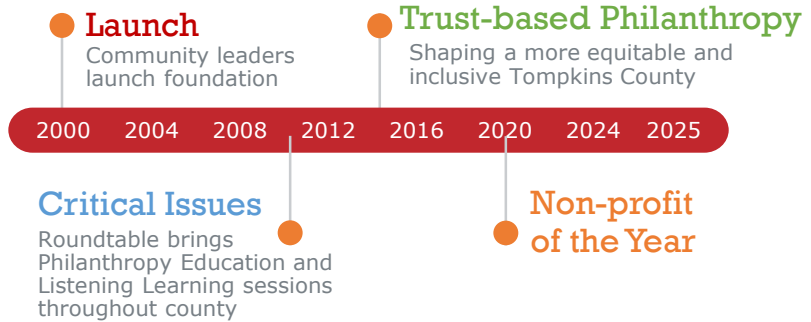 Launch
Community leaders
launch foundation
Trust-based Philanthropy
Shaping a more equitable and
inclusive Tompkins County
2000 2004 2008 2012 2016 2020 2024 2025
Critical Issues
Roundtable brings
Philanthropy Education and
Listening Learning sessions
throughout county
Non-profit
of the Year